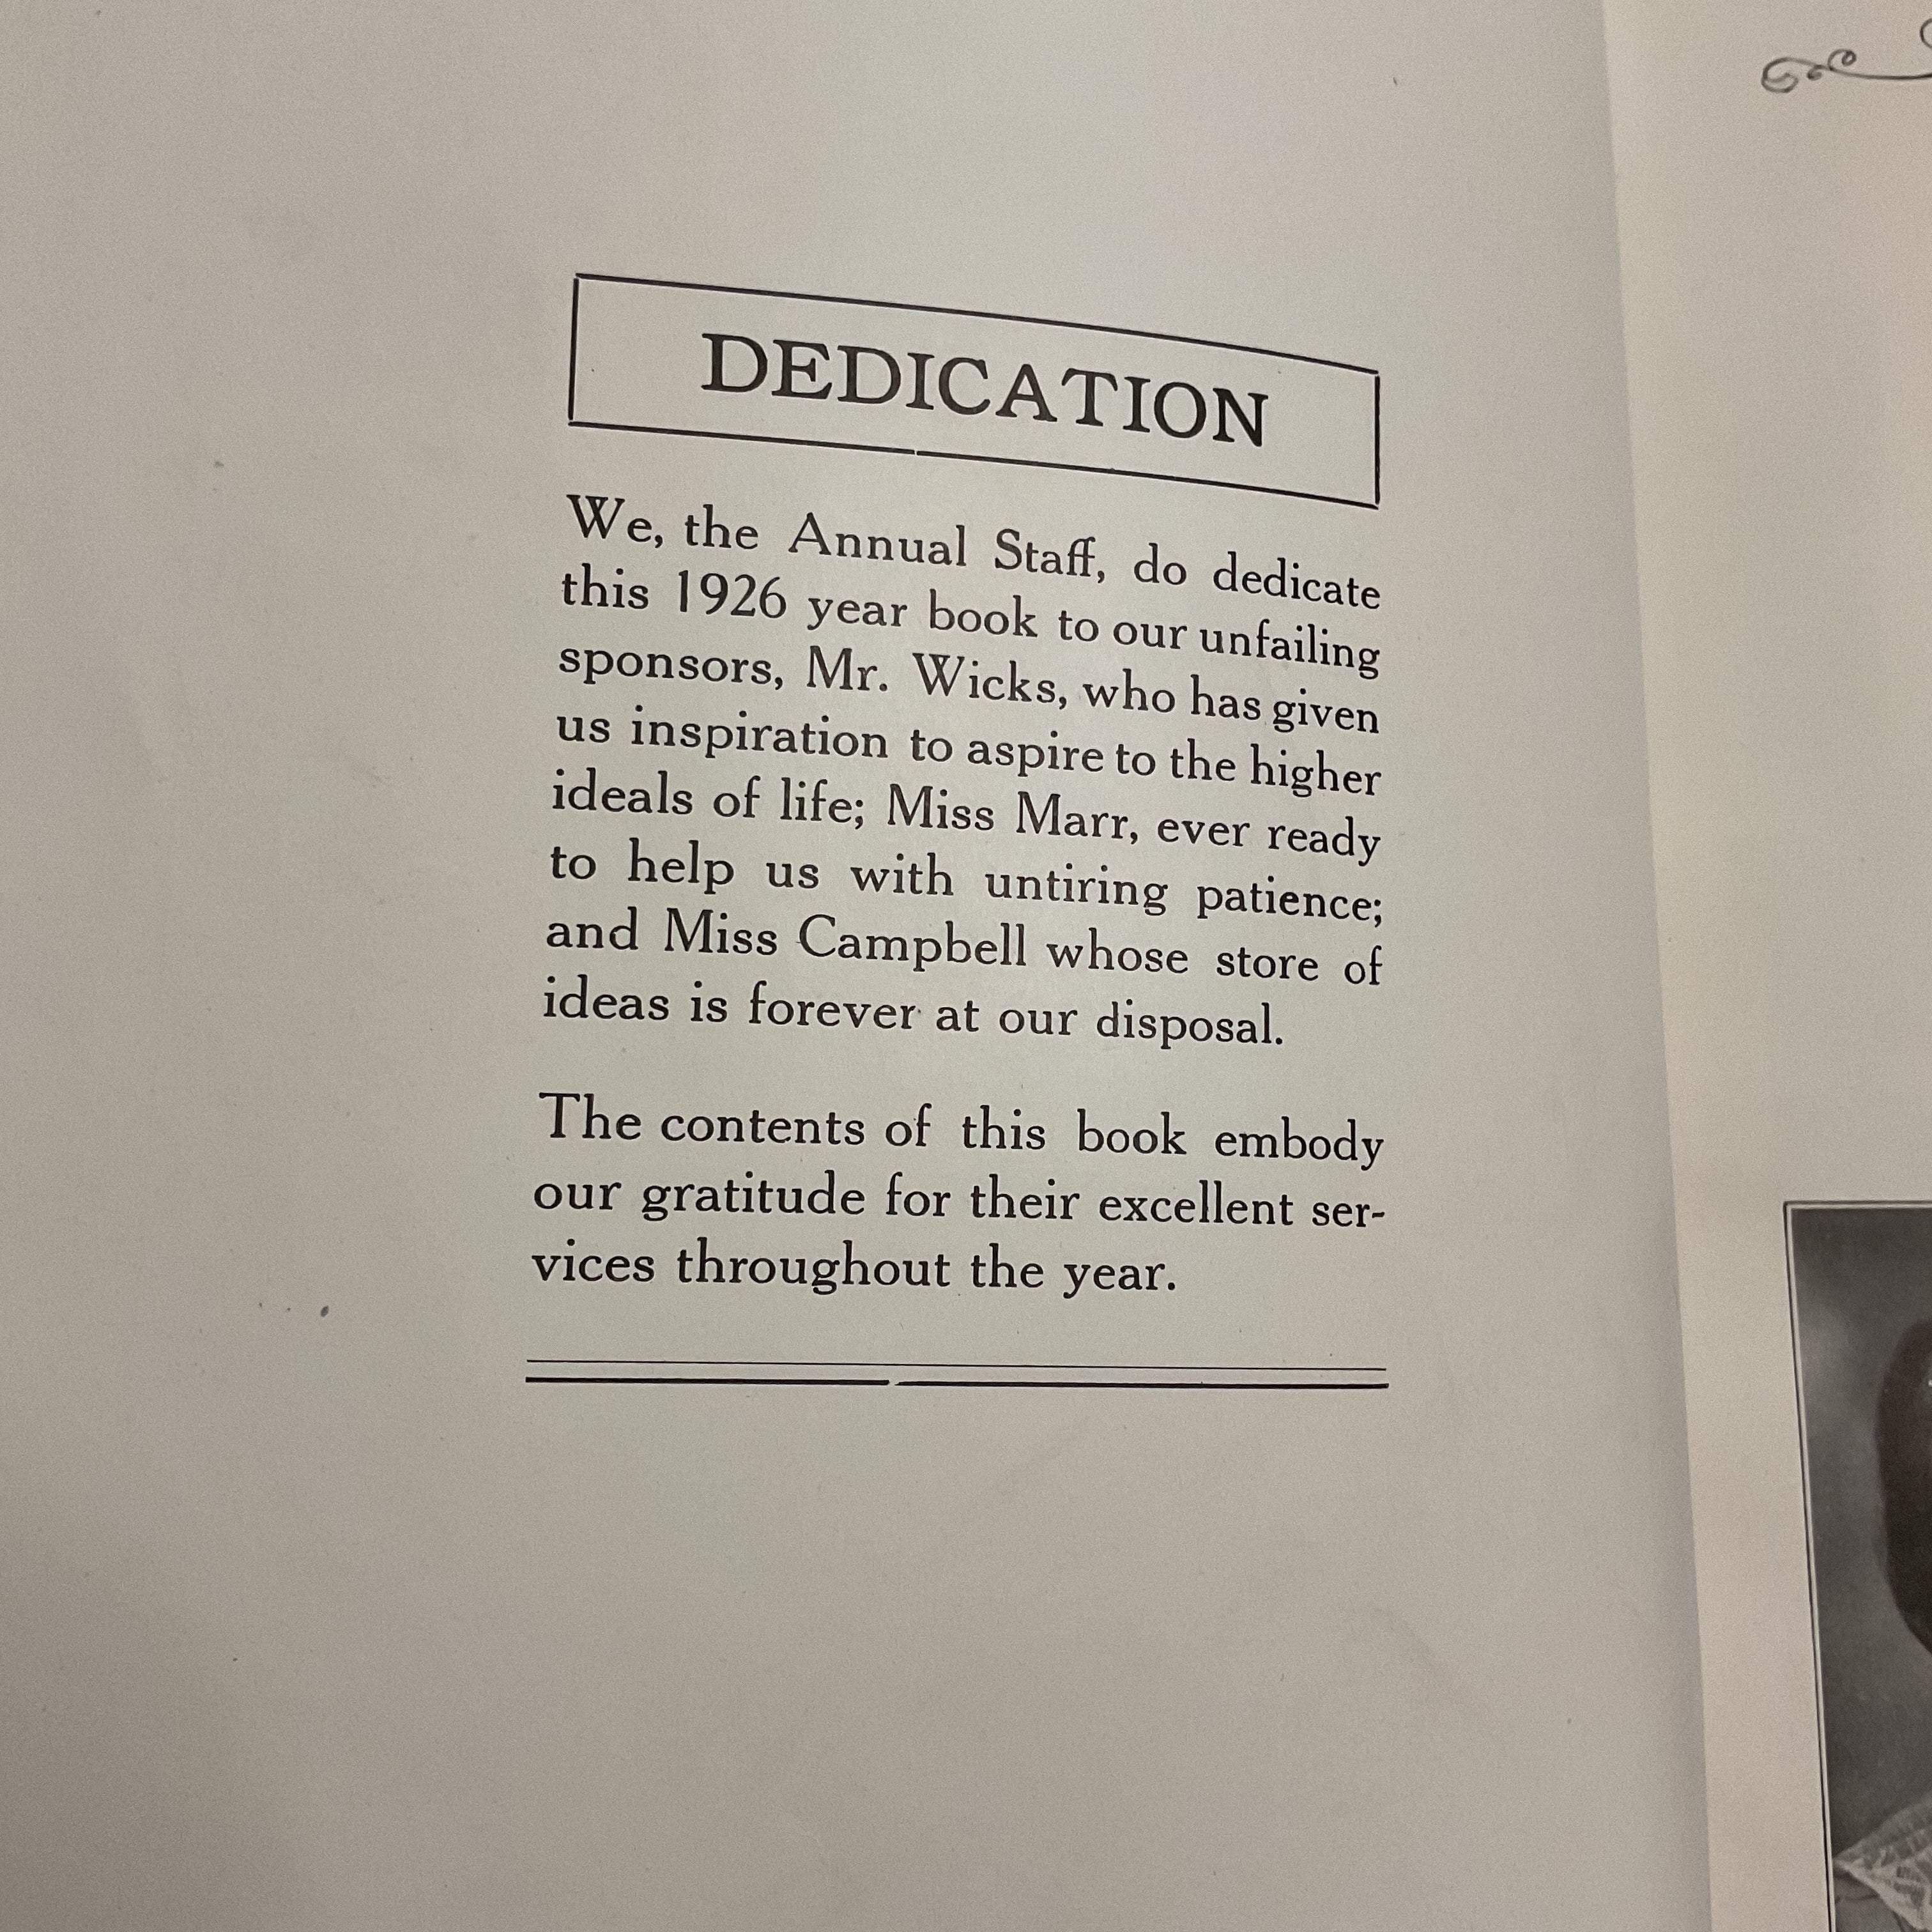 DEDICATION
We, the Annual Staff, do dedicate
this 1926 year book to our unfailing
sponsors, Mr. Wicks, who has given
us inspiration to aspire to the higher
ideals of life; Miss Marr, ever ready
to help us with untiring patience;
and Miss Campbell whose store of
ideas is forever at our disposal.
The contents of this book embody
our gratitude for their excellent ser-
vices throughout the year.